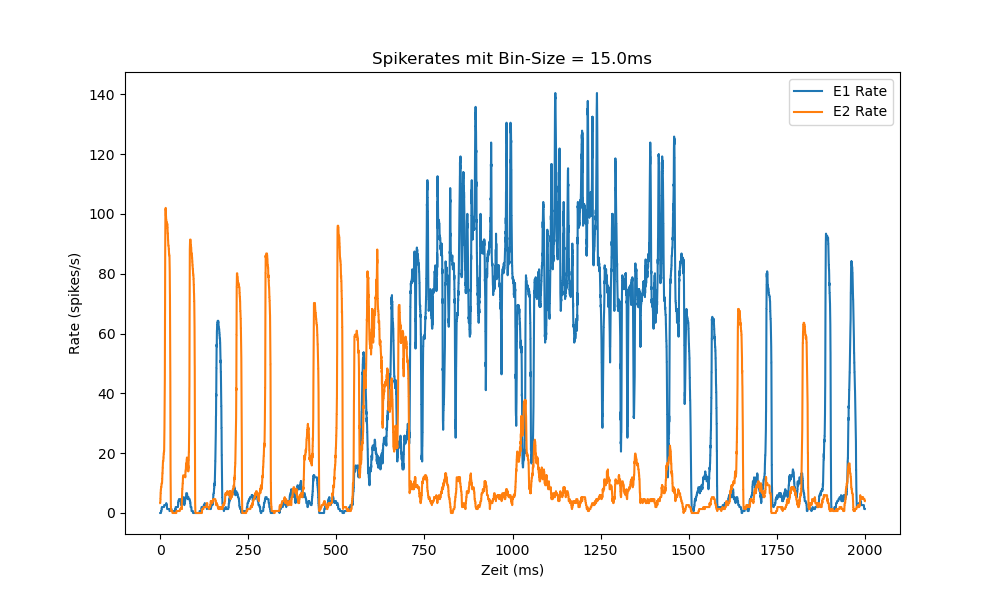 Spikerates mit Bin-Size = 15.0ms
E1 Rate
E2 Rate
140
120
100
80
60
40
20
0
Rate (spikes/s)
0 250 500 750 1000 1250 1500 1750 2000
Zeit (ms)